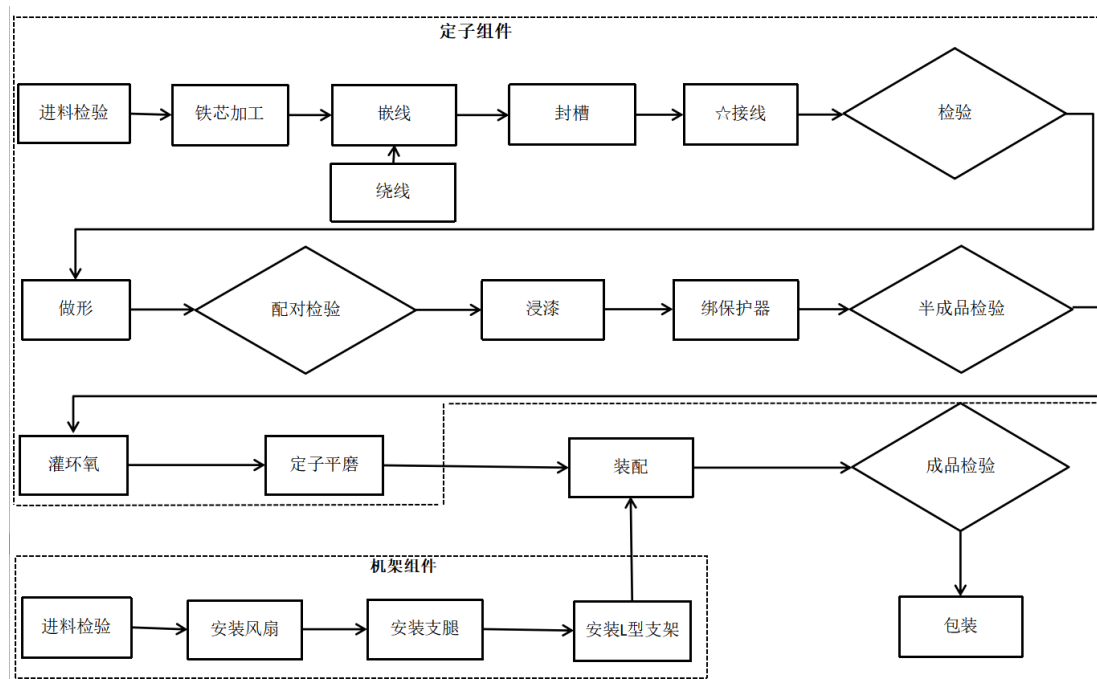 定子组件
进料检验
铁芯加工
嵌线
封槽
☆接线
检验
绕线
做形
配对检验
浸漆
绑保护器
半成品检验
灌环氧
定子平磨
装配
成品检验
机架组件
进料检验
安装风扇
安装支腿
安装L型支架
包装